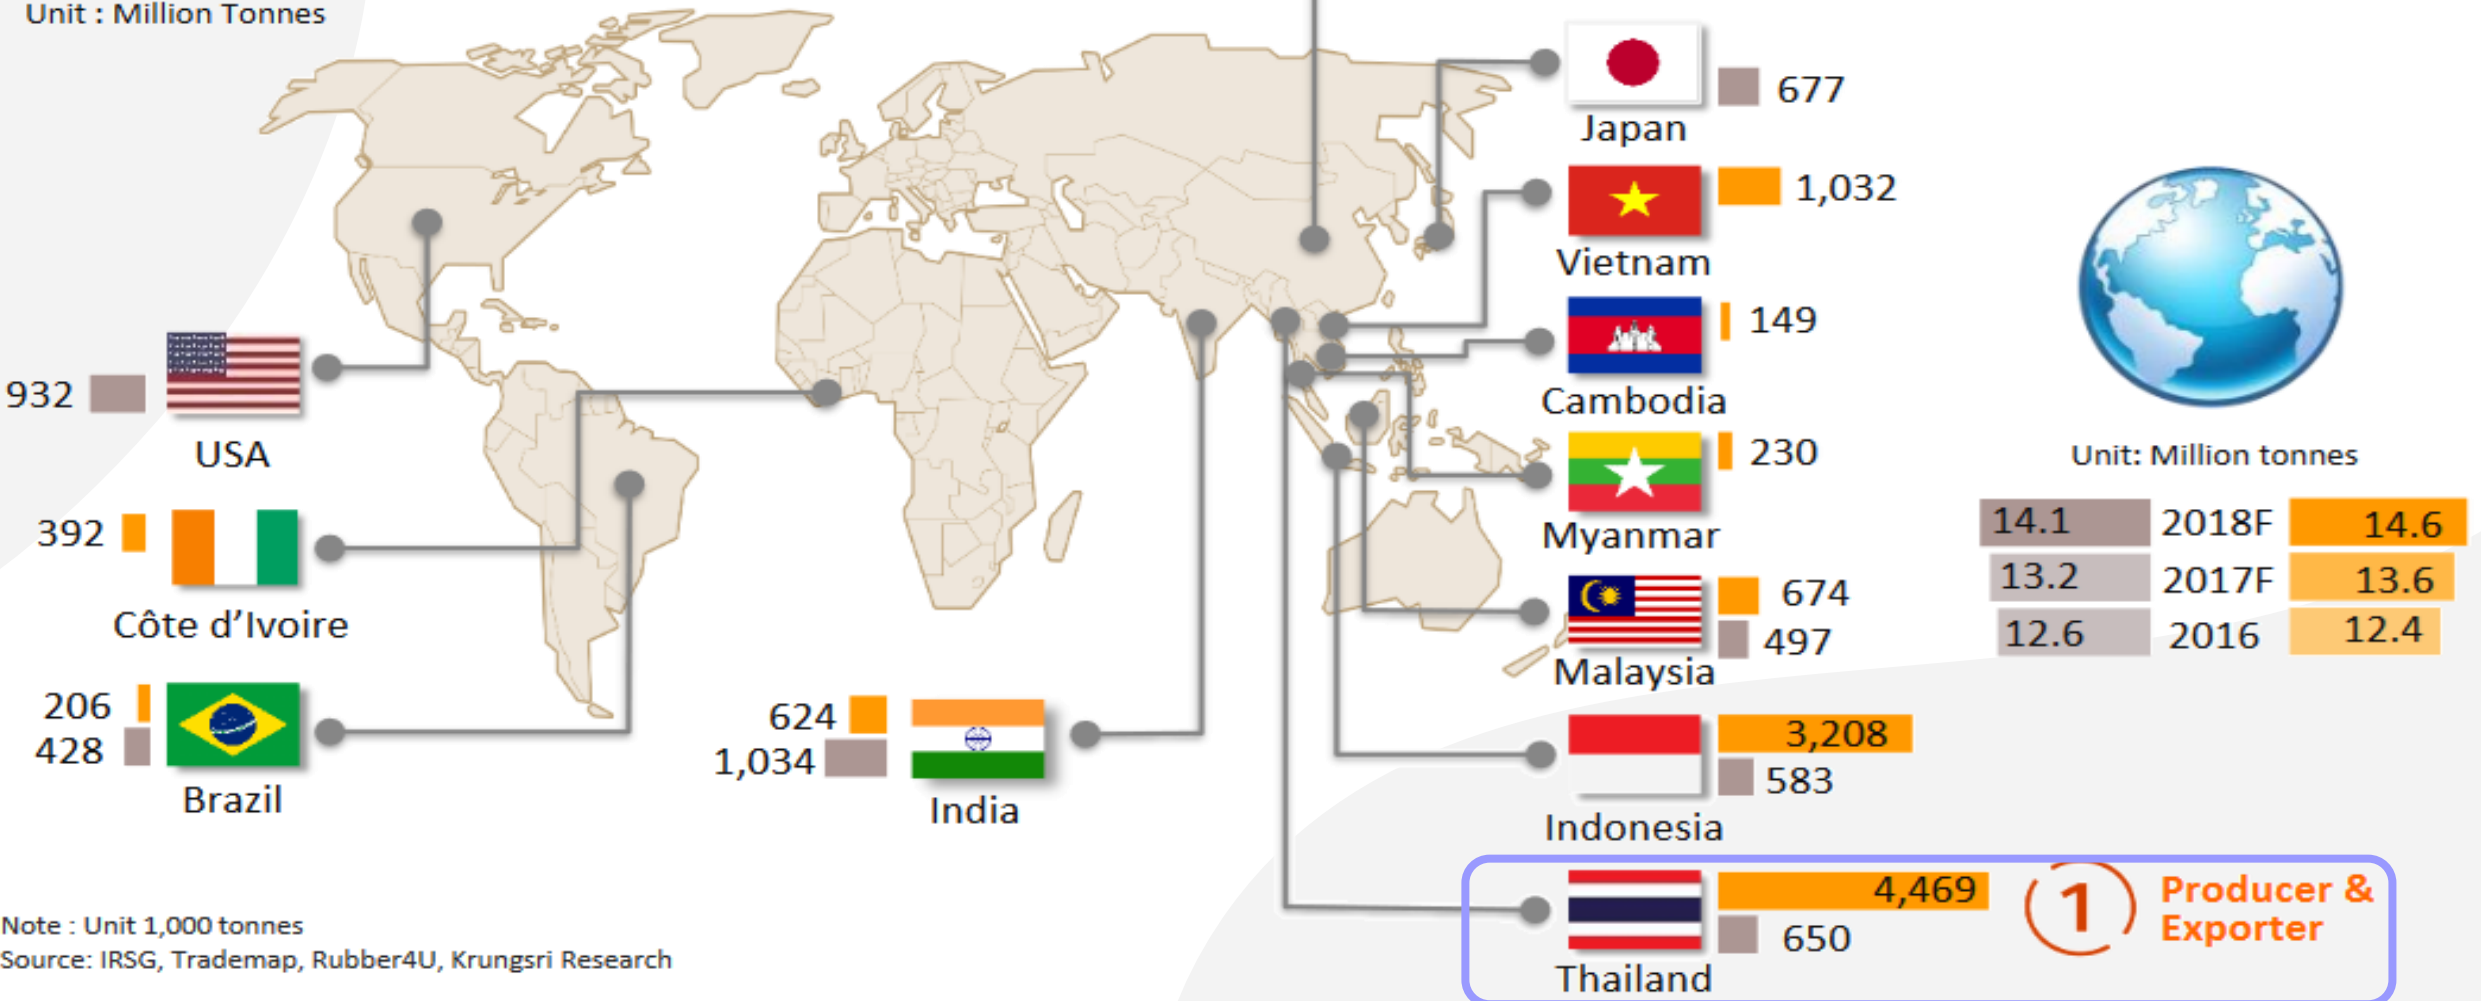 Unit : Million Tonnes
932
USA
392
Côte d’Ivoire
206
428
Brazil
624
1,034
India
Japan
677
Vietnam
1,032
Cambodia
149
Myanmar
230
Malaysia
674
497
Indonesia
3,208
583
Thailand
4,469
650
1
Producer &
Exporter
Unit: Million tonnes
14.1 2018F 14.6
13.2 2017F 13.6
12.6 2016 12.4
Note : Unit 1,000 tonnes
Source: IRSG, Trademap, Rubber4U, Krungsri Research